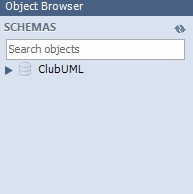 Object Browser
SCHEMAS
Search objects
ClubUML